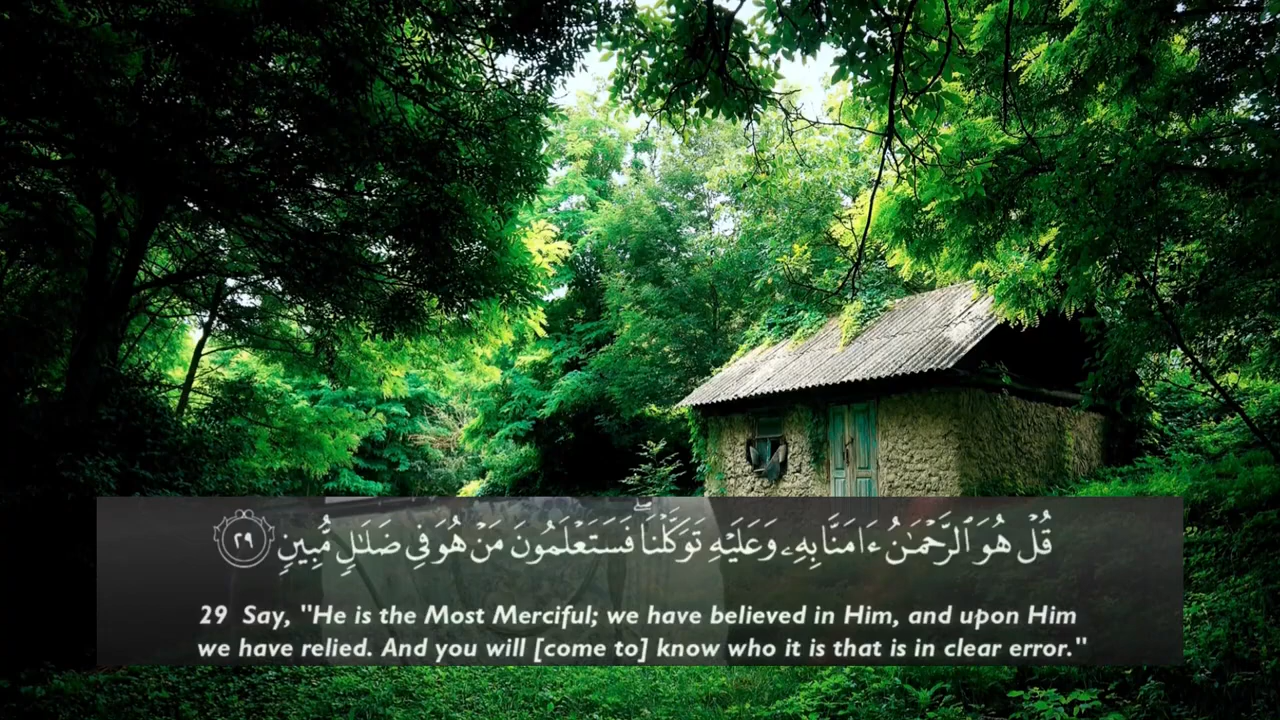 قُلْ هُوَ ٱلرَّحْمَـٰنُ ءَامَنَّا بِهِۦ وَعَلَيْهِ تَوَكَّلْنَا ۖ فَسَتَعْلَمُونَ مَنْ هُوَ فِى ضَلَـٰلٍ مُّبِينٍ ٢٩
29 Say, "He is the Most Merciful; we have believed in Him, and upon Him
we have relied. And you will [come to] know who it is that is in clear error."